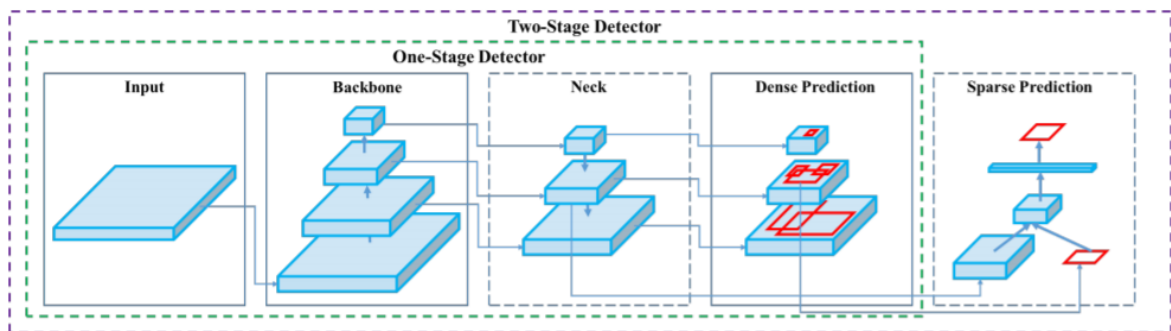 Two-Stage Detector
One-Stage Detector
Input
Backbone
Neck
Dense Prediction
Sparse Prediction